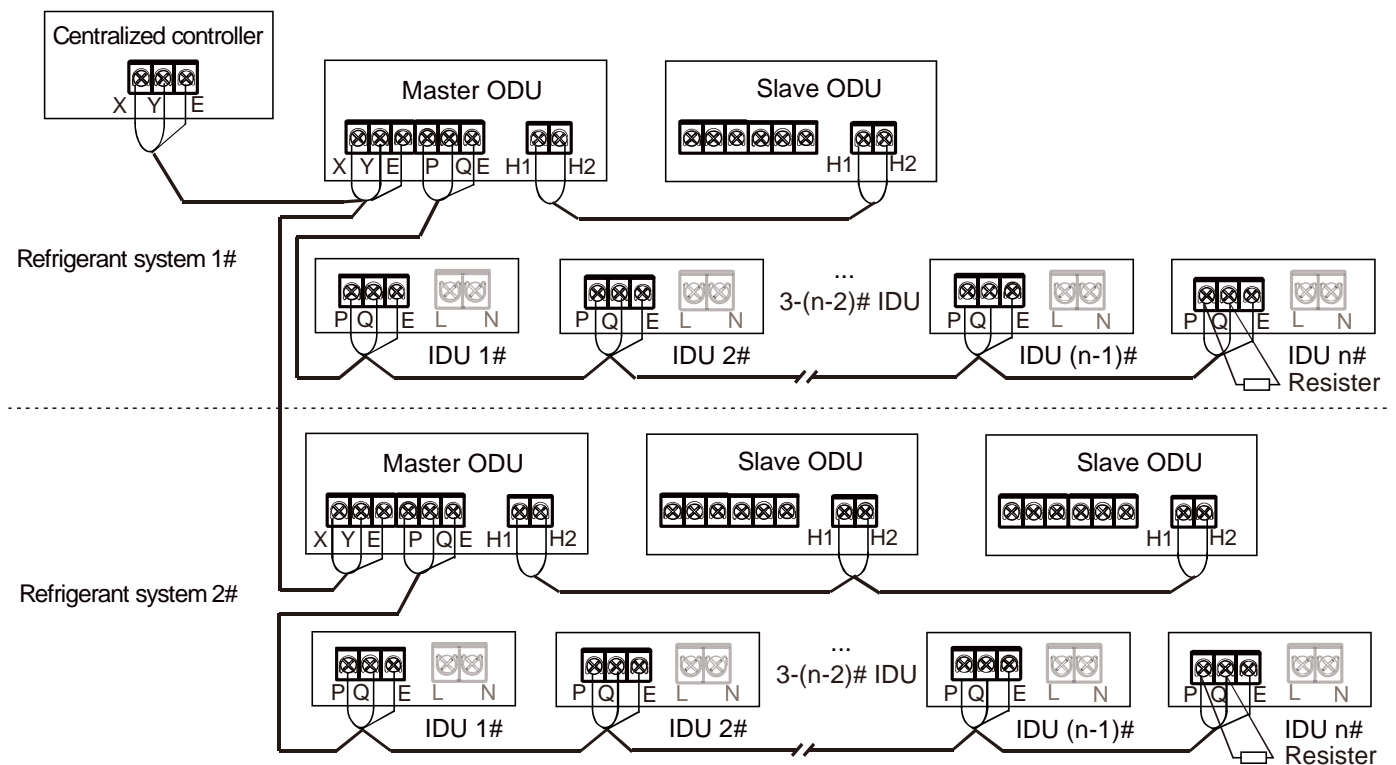 Centralized controller
X Y E
Master ODU
X Y E P Q E H1 H2
Slave ODU
H1 H2
Refrigerant system 1#
P Q E L N
IDU 1#
P Q E L N
IDU 2#
...
3-(n-2)# IDU
P Q E L N
IDU (n-1)#
P Q E L N
IDU n#
Resister
Master ODU
X Y E P Q E H1 H2
Slave ODU
H1 H2
Slave ODU
H1 H2
Refrigerant system 2#
P Q E L N
IDU 1#
P Q E L N
IDU 2#
...
3-(n-2)# IDU
P Q E L N
IDU (n-1)#
P Q E L N
IDU n#
Resister